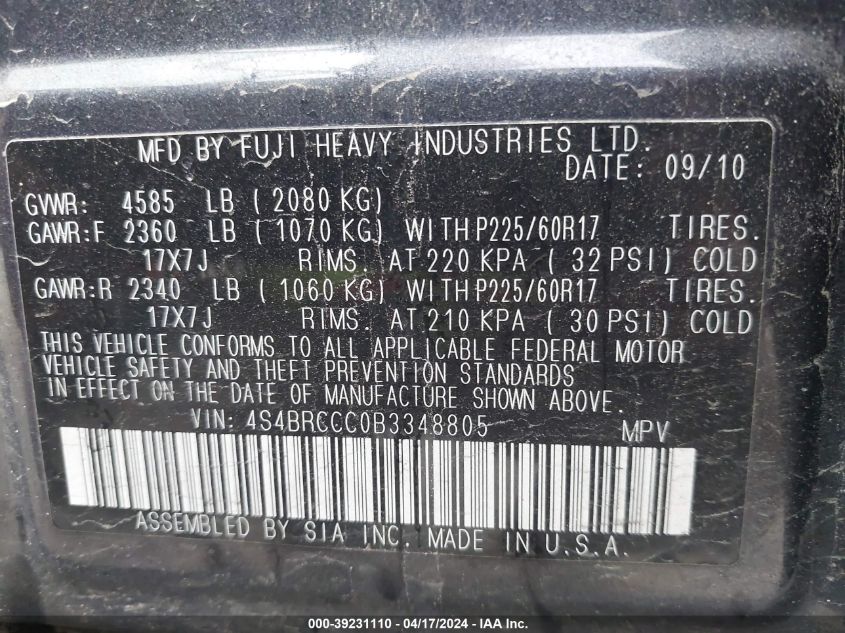 MFD BY FUJI HEAVY INDUSTRIES LTD.
DATE: 09/10
GVWR: 4585 LB ( 2080 KG)
GAWR:F 2360 LB ( 1070 KG) WITH P225/60R17 TIRES.
17X7J RIMS. AT 220 KPA ( 32 PSI) COLD
GAWR:R 2340 LB ( 1060 KG) WITH P225/60R17 TIRES.
17X7J RIMS. AT 210 KPA ( 30 PSI) COLD
THIS VEHICLE CONFORMS TO ALL APPLICABLE FEDERAL MOTOR
VEHICLE SAFETY AND THEFT PREVENTION STANDARDS
IN EFFECT ON THE DATE OF MANUFACTURE SHOWN ABOVE.
VIN: 4S4BRCCC0B3348805 MPV
ASSEMBLED BY SIA INC. MADE IN U.S.A.
000-39231110 - 04/17/2024 - IAA Inc.